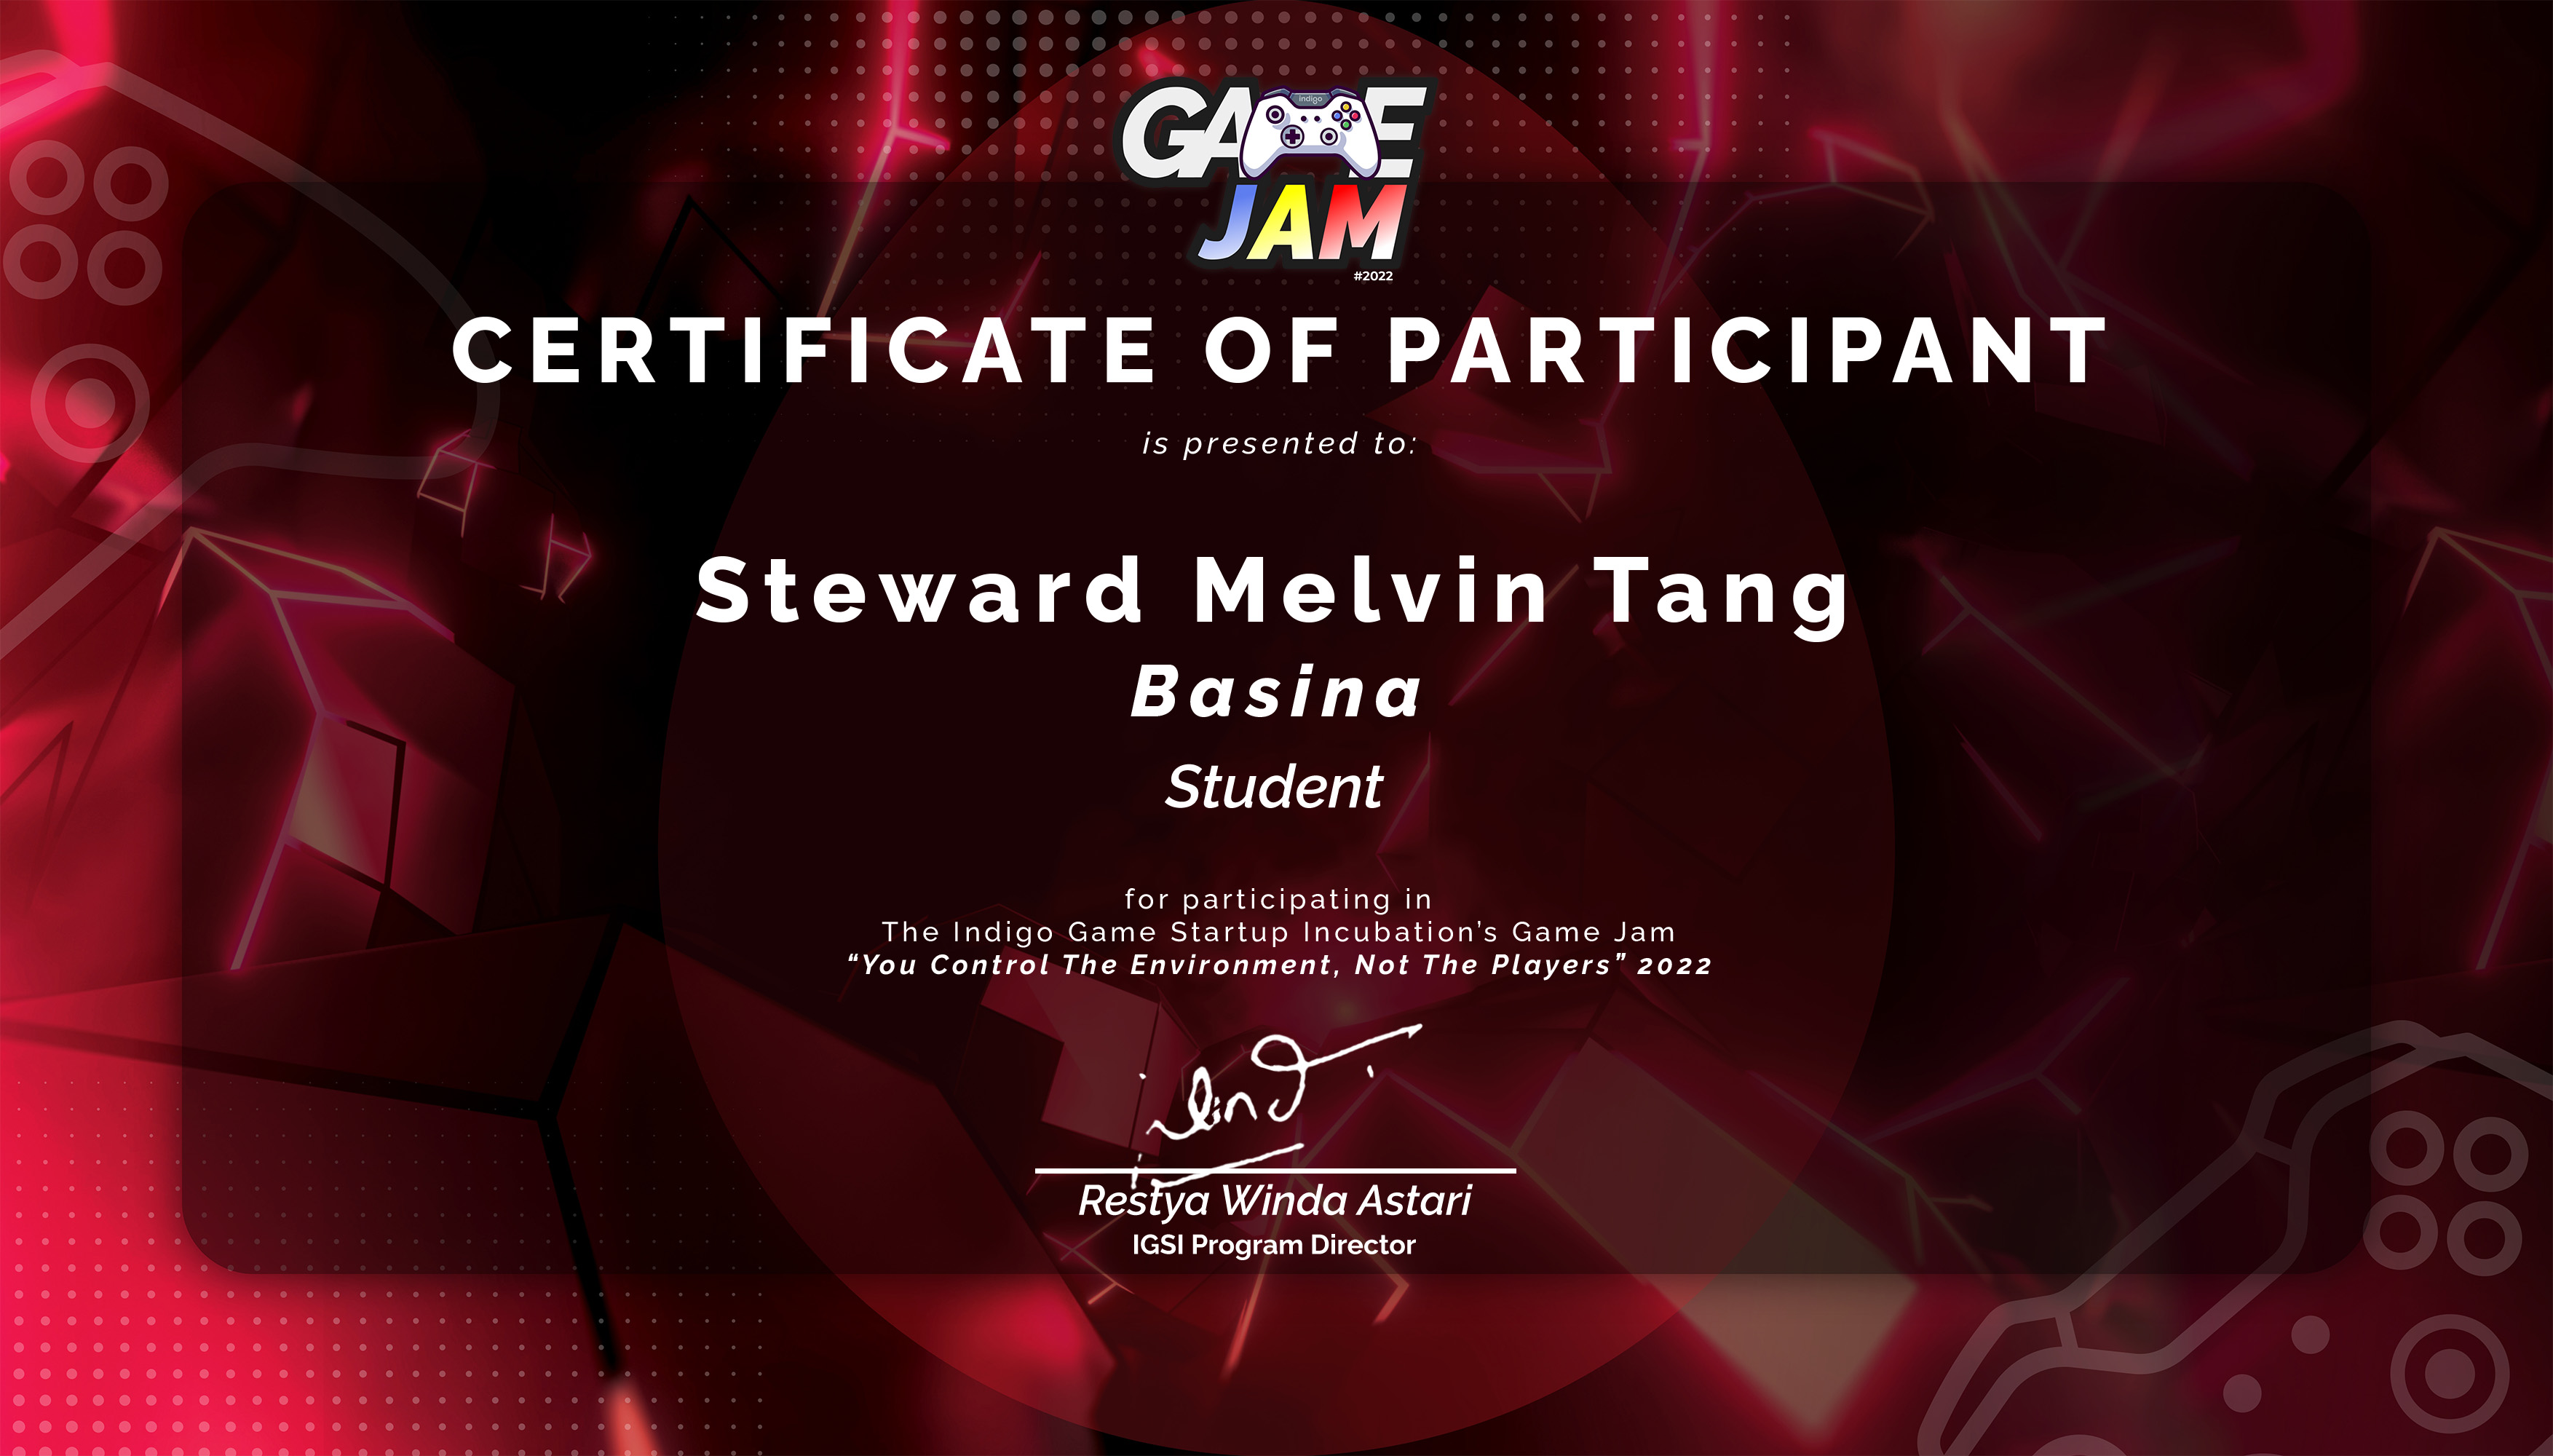 indigo
GAME
JAM
#2022
CERTIFICATE OF PARTICIPANT
is presented to:
Steward Melvin Tang
Basina
Student
for participating in
The Indigo Game Startup Incubation’s Game Jam
“You Control The Environment, Not The Players” 2022
Restya Winda Astari
IGSI Program Director